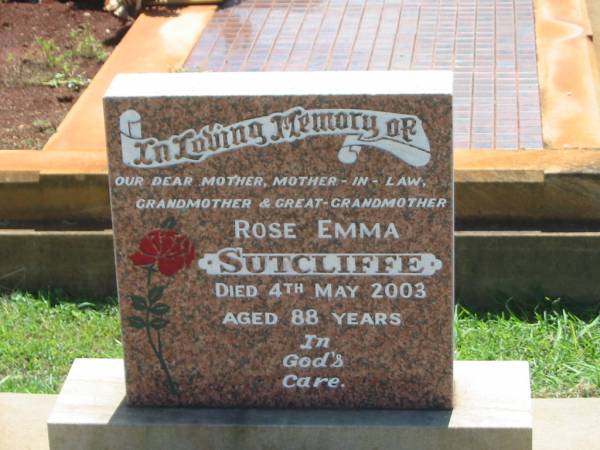 In Loving Memory of
OUR DEAR MOTHER, MOTHER-IN-LAW,
GRANDMOTHER & GREAT-GRANDMOTHER
ROSE EMMA
SUTCLIFFE
DIED 4TH MAY 2003
AGED 88 YEARS
In
God's
Care.